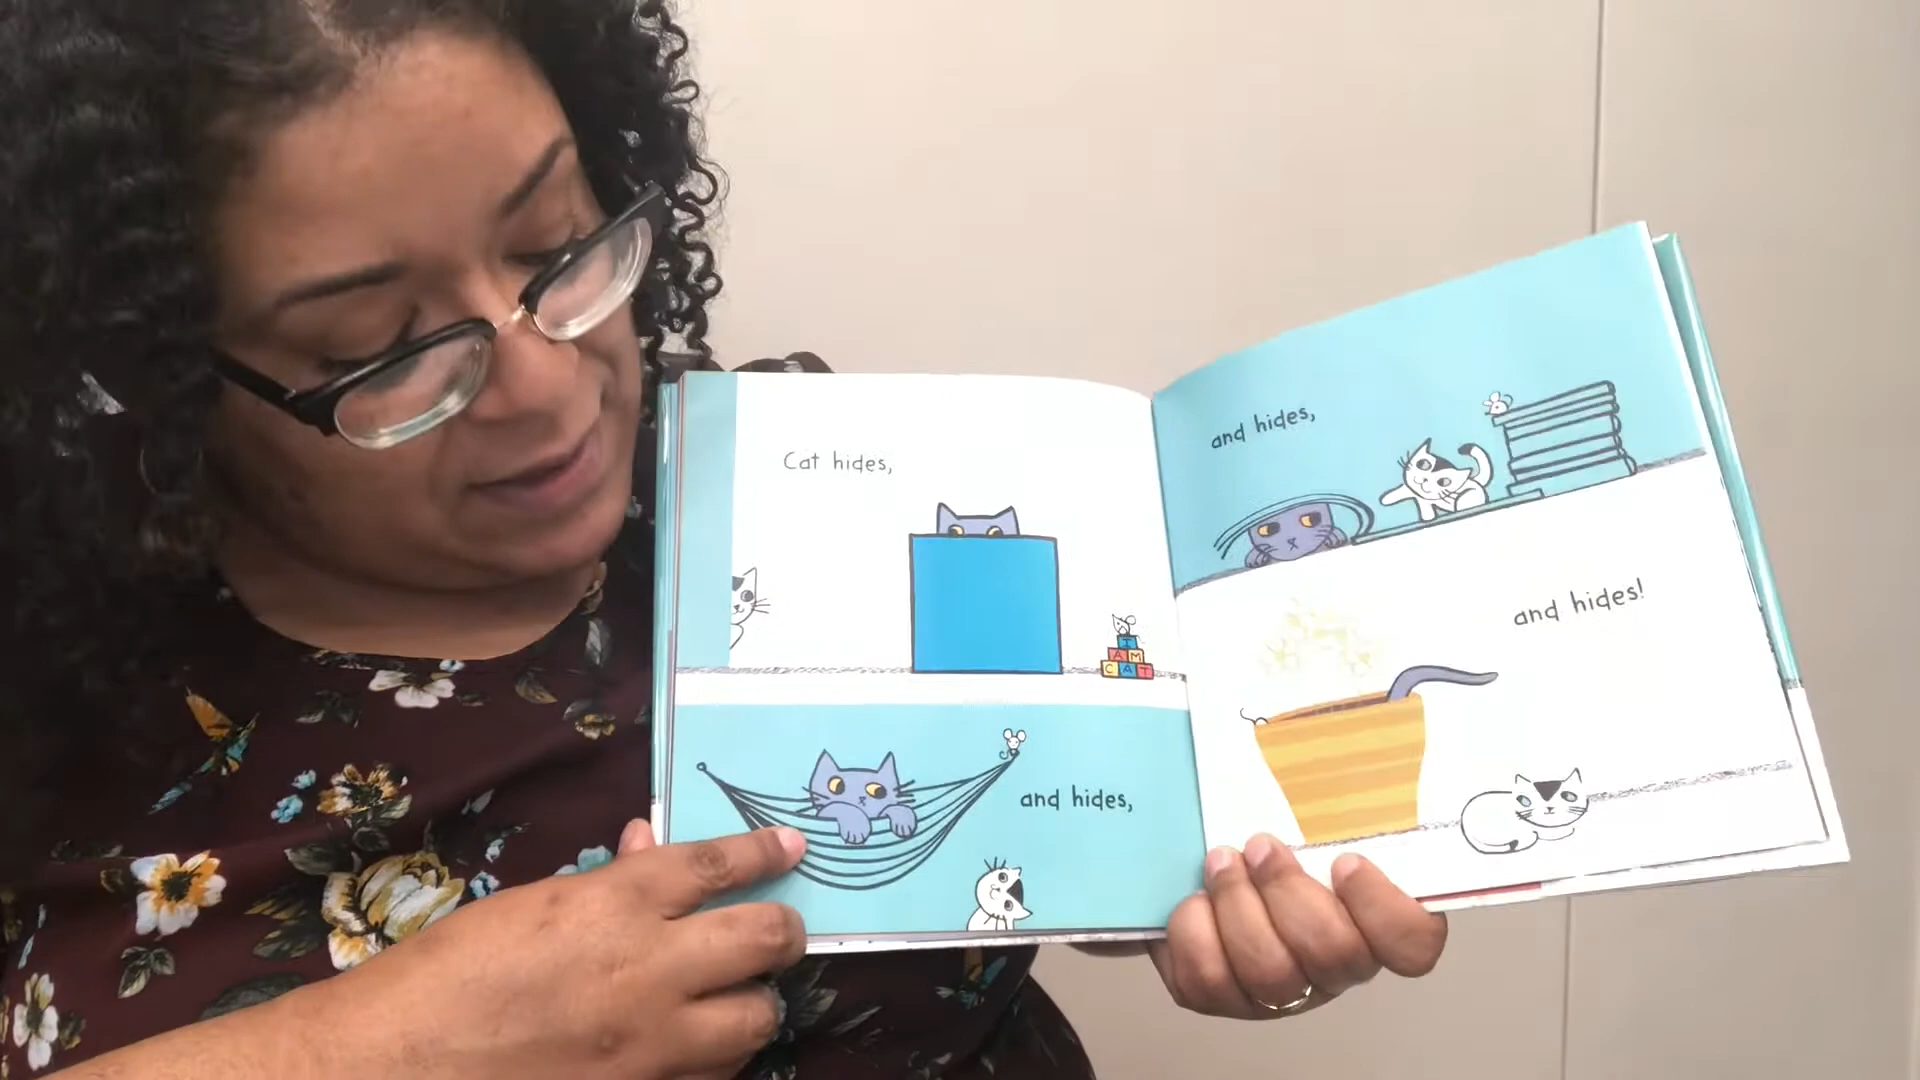 Cat hides,
I
AM
CAT
and hides,
and hides,
and hides!